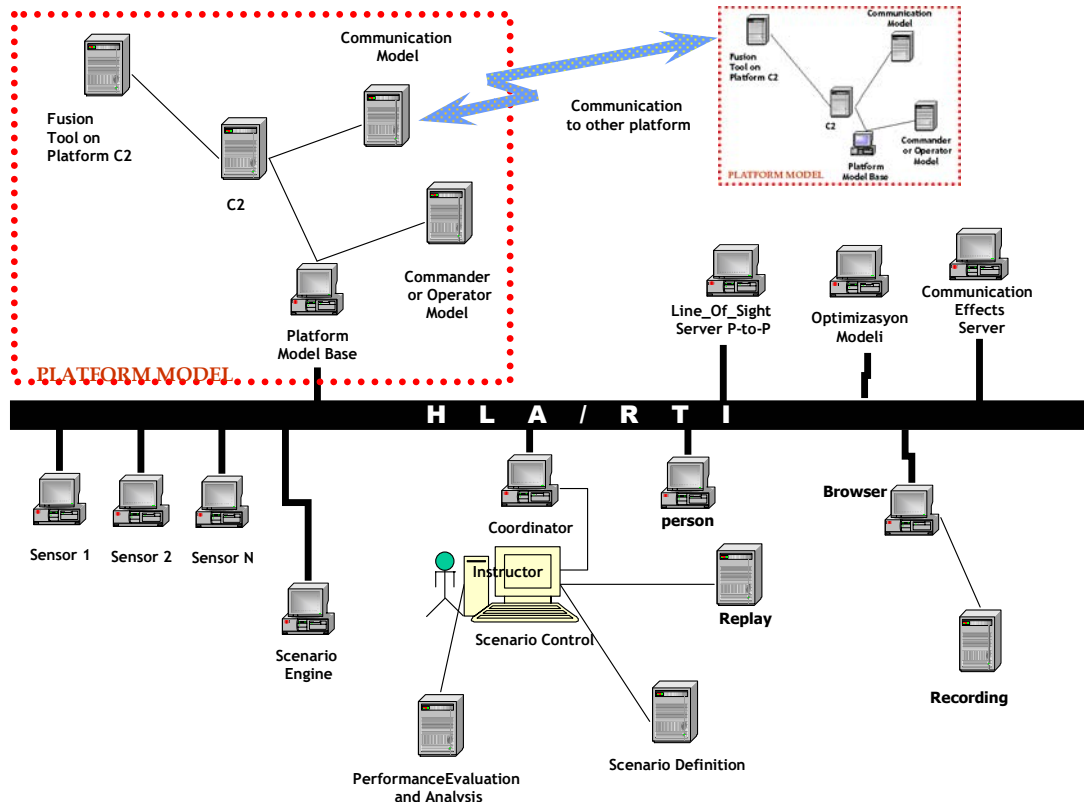 Communication
Model
Fusion
Tool on
Platform C2
C2
Commander
or Operator
Model
Platform
Model Base
PLATFORM MODEL
Communication
to other platform
Communication
Model
Fusion
Tool on
Platform C2
C2
Commander
or Operator
Model
Platform
Model Base
PLATFORM MODEL
Line_Of_Sight
Server P-to-P
Optimizasyon
Modeli
Communication
Effects
Server
H L A / R T I
Sensor 1
Sensor 2
Sensor N
Scenario
Engine
Coordinator
person
Browser
Instructor
Scenario Control
Replay
Recording
PerformanceEvaluation
and Analysis
Scenario Definition